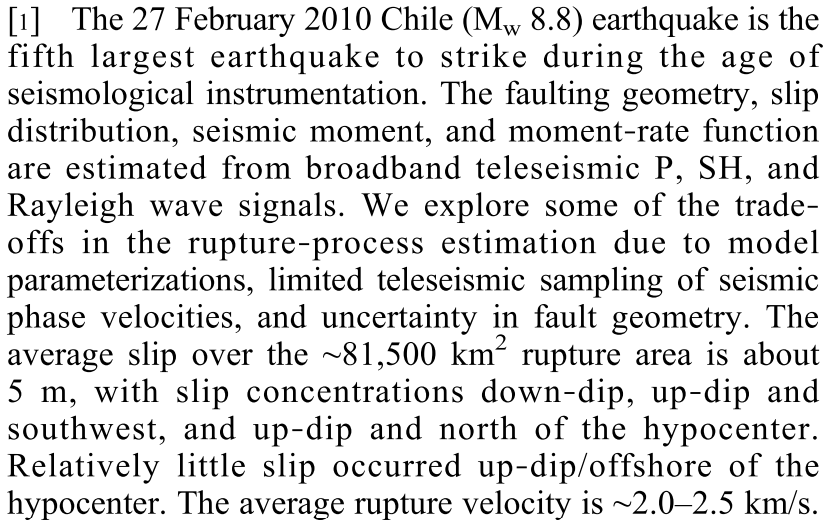 [1] The 27 February 2010 Chile (Mw 8.8) earthquake is the
fifth largest earthquake to strike during the age of
seismological instrumentation. The faulting geometry, slip
distribution, seismic moment, and moment-rate function
are estimated from broadband teleseismic P, SH, and
Rayleigh wave signals. We explore some of the trade-
offs in the rupture-process estimation due to model
parameterizations, limited teleseismic sampling of seismic
phase velocities, and uncertainty in fault geometry. The
average slip over the ~81,500 km² rupture area is about
5 m, with slip concentrations down-dip, up-dip and
southwest, and up-dip and north of the hypocenter.
Relatively little slip occurred up-dip/offshore of the
hypocenter. The average rupture velocity is ~2.0–2.5 km/s.